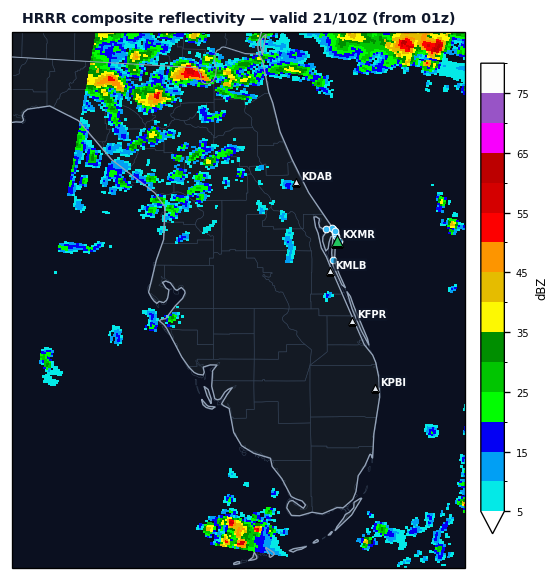 HRRR composite reflectivity — valid 21/10Z (from 01z)
KDAB
KXMR
KMLB
KFPR
KPBI
75
65
55
45
35
25
15
5
dBZ